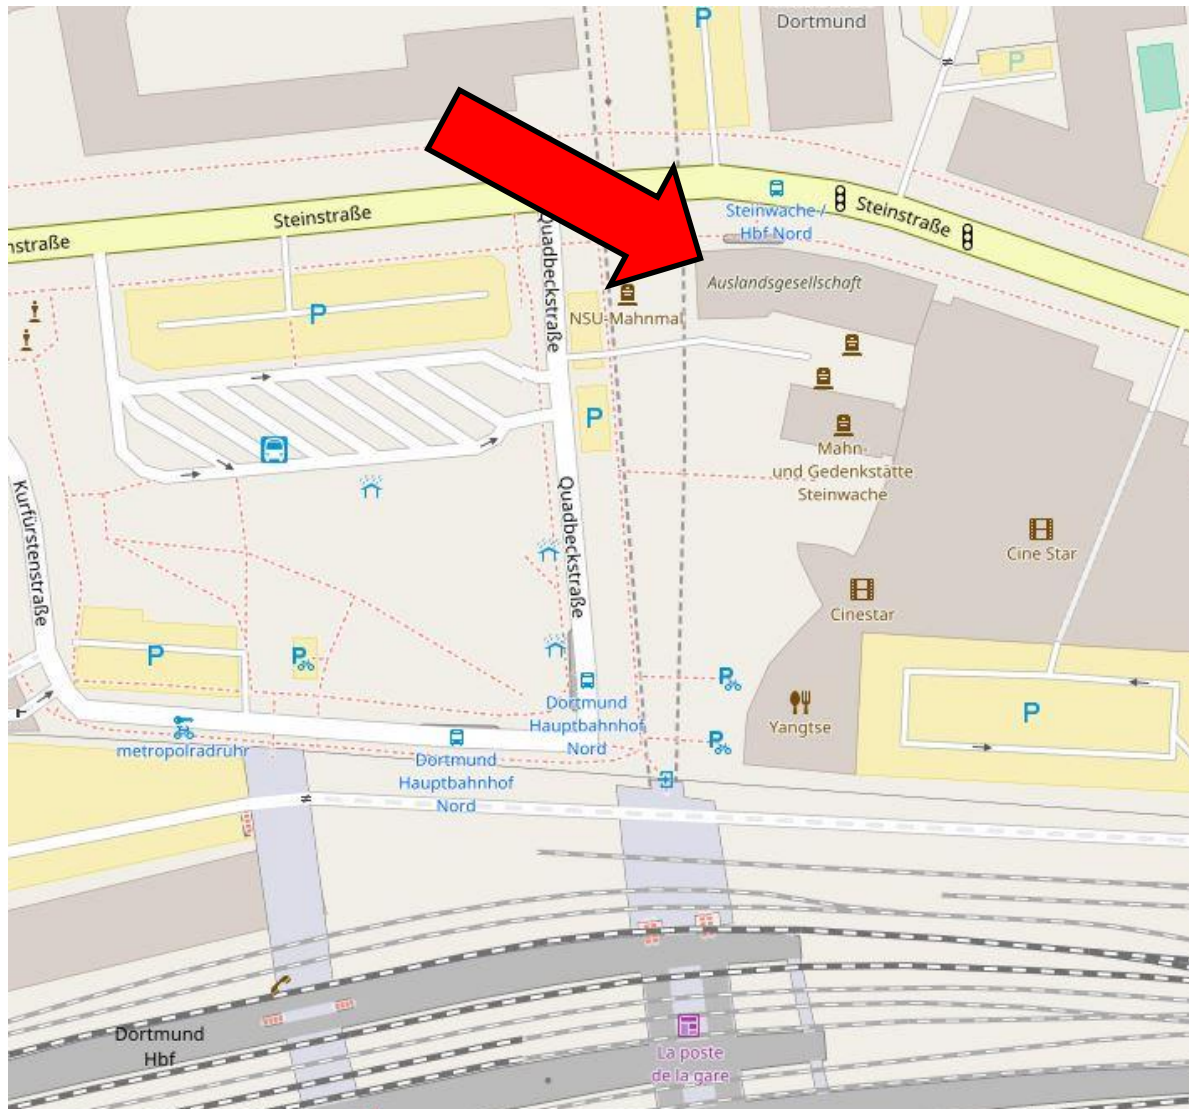 Dortmund
P
P
Steinstraße
Steinwache-/
Hbf Nord
Steinstraße
nstraße
Quadbeckstraße
Auslandsgesellschaft
P
NSU-Mahnmal
P
Mahn-
und Gedenkstätte
Steinwache
Kurfürstenstraße
Quadbeckstraße
Cine Star
Cinestar
P
P
P
Dortmund
Hauptbahnhof
Nord
Yangtse
P
P
metropolradruhr
Dortmund
Hauptbahnhof
Nord
Dortmund
Hbf
La poste
de la gare